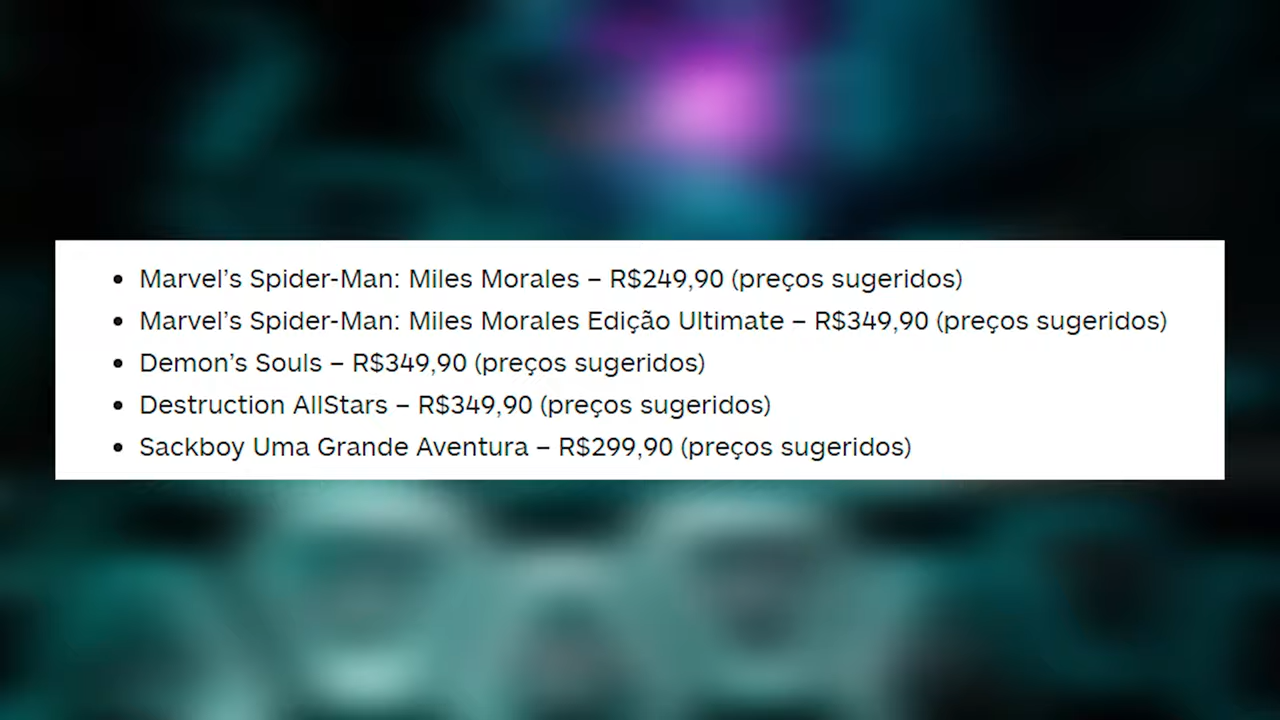 • Marvel’s Spider-Man: Miles Morales – R$249,90 (preços sugeridos)
• Marvel’s Spider-Man: Miles Morales Edição Ultimate – R$349,90 (preços sugeridos)
• Demon’s Souls – R$349,90 (preços sugeridos)
• Destruction AllStars – R$349,90 (preços sugeridos)
• Sackboy Uma Grande Aventura – R$299,90 (preços sugeridos)